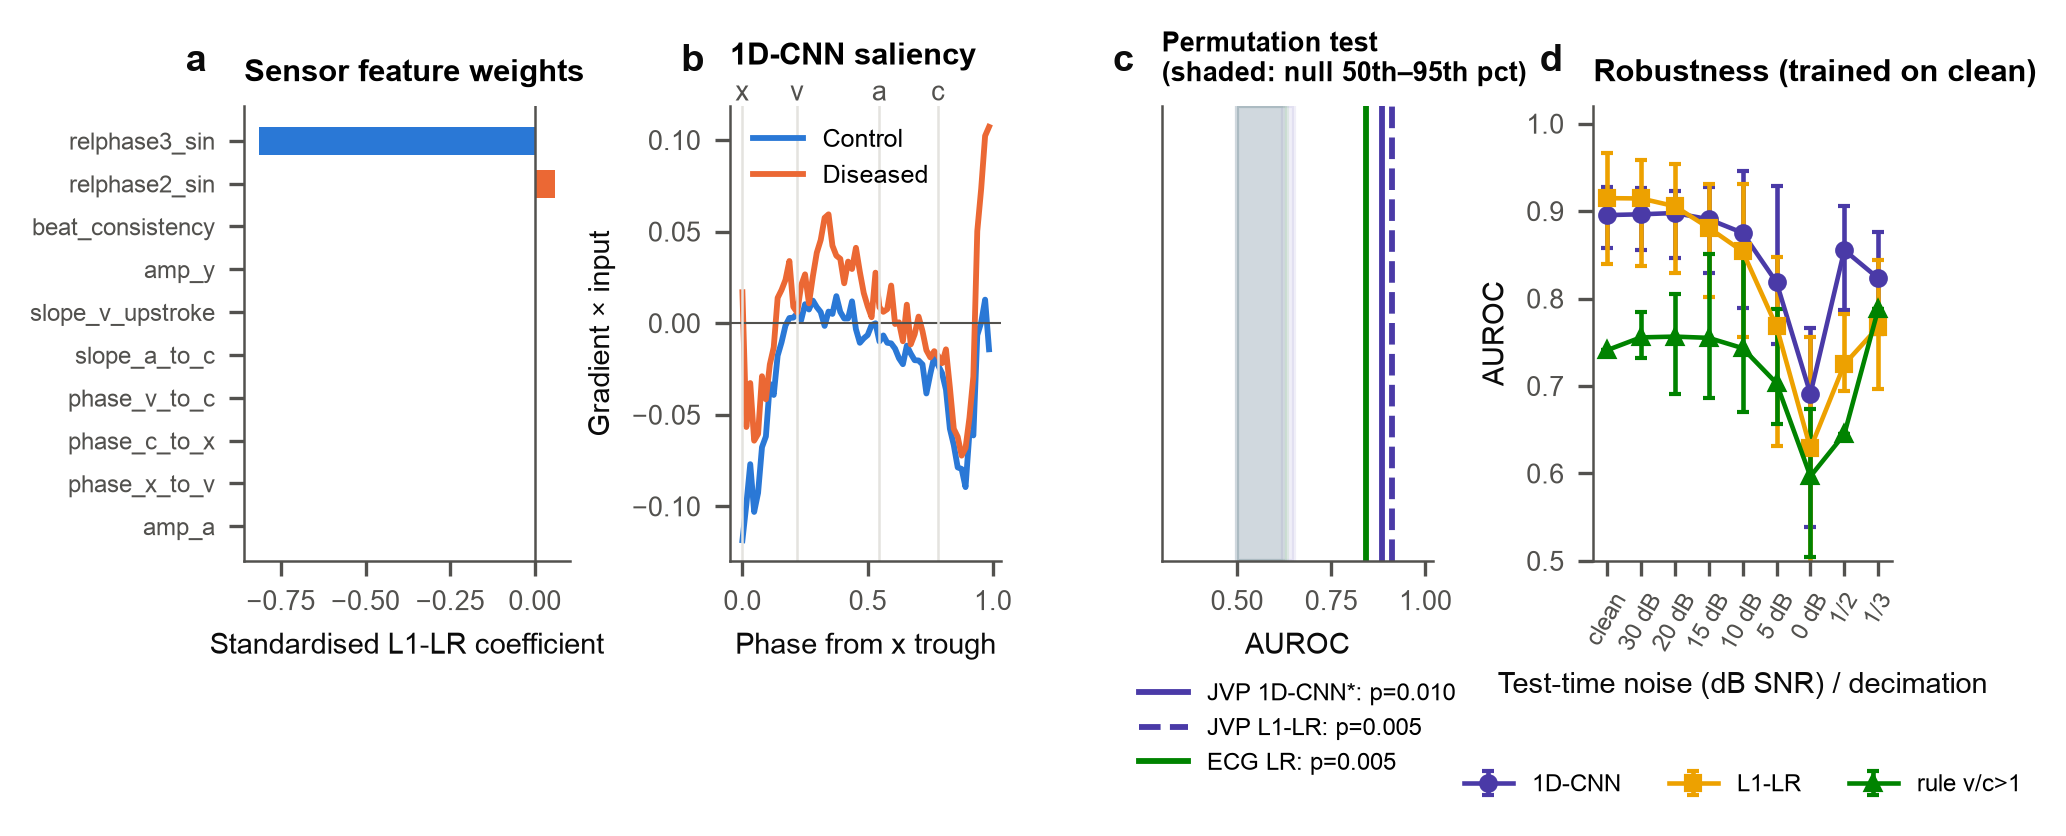 a
Sensor feature weights
relphase3_sin
relphase2_sin
beat_consistency
amp_y
slope_v_upstroke
slope_a_to_c
phase_v_to_c
phase_c_to_x
phase_x_to_v
amp_a
−0.75 −0.50 −0.25 0.00
Standardised L1-LR coefficient
b
1D-CNN saliency
x v a c
Control
Diseased
0.10
0.05
0.00
−0.05
−0.10
Gradient × input
0.0 0.5 1.0
Phase from x trough
c
Permutation test
(shaded: null 50th–95th pct)
0.50 0.75 1.00
AUROC
JVP 1D-CNN*: p=0.010
JVP L1-LR: p=0.005
ECG LR: p=0.005
d
Robustness (trained on clean)
1.0
0.9
0.8
0.7
0.6
0.5
AUROC
clean
30 dB
20 dB
15 dB
10 dB
5 dB
0 dB
1/2
1/3
Test-time noise (dB SNR) / decimation
1D-CNN L1-LR rule v/c>1